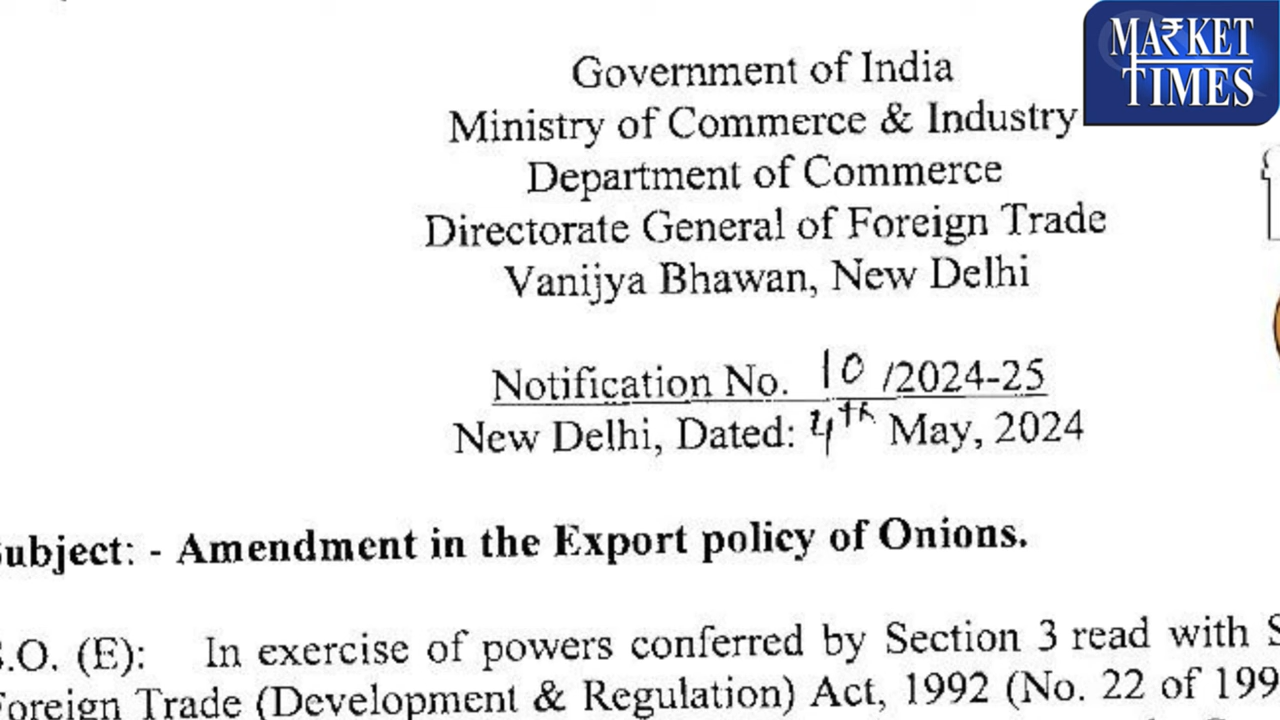 MA₹KET
TIMES
Government of India
Ministry of Commerce & Industry
Department of Commerce
Directorate General of Foreign Trade
Vanijya Bhawan, New Delhi
Notification No. 10 /2024-25
New Delhi, Dated: 4th May, 2024
ubject: - Amendment in the Export policy of Onions.
.O. (E): In exercise of powers conferred by Section 3 read with S
Foreign Trade (Development & Regulation) Act, 1992 (No. 22 of 199